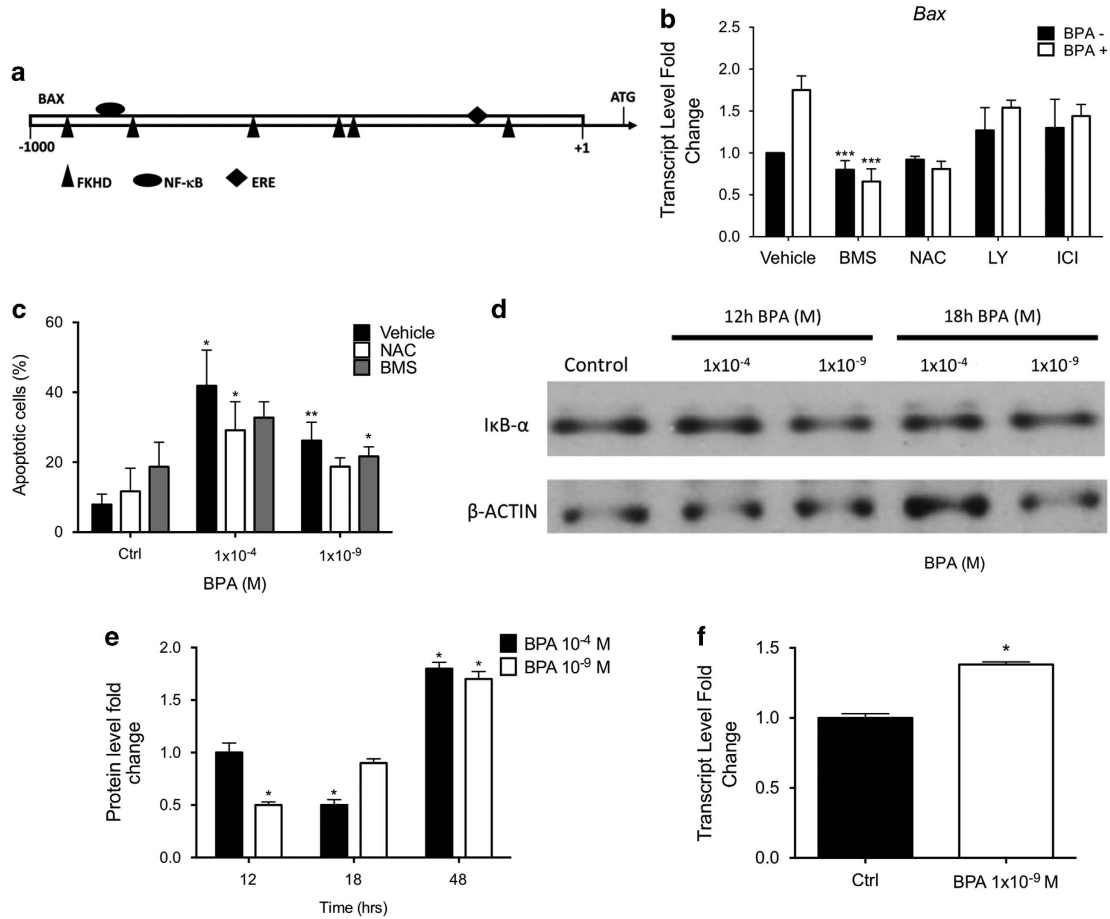 a
BAX
ATG
-1000
+1
FKHD
NF-κB
ERE
b
Bax
Transcript Level Fold
Change
2.5
2.0
1.5
1.0
0.5
0.0
BPA -
BPA +
*** ***
Vehicle
BMS
NAC
LY
ICI
c
Apoptotic cells (%)
60
40
20
0
Vehicle
NAC
BMS
*
*
**
*
Ctrl
1x10-4
1x10-9
BPA (M)
d
12h BPA (M)
18h BPA (M)
Control
1x10-4
1x10-9
1x10-4
1x10-9
IκB-α
β-ACTIN
BPA (M)
e
Protein level fold
change
2.0
1.5
1.0
0.5
0.0
BPA 10-4 M
BPA 10-9 M
*
*
*
*
12
18
48
Time (hrs)
f
Transcript Level Fold
Change
1.5
1.0
0.5
0.0
*
Ctrl
BPA 1x10-9 M